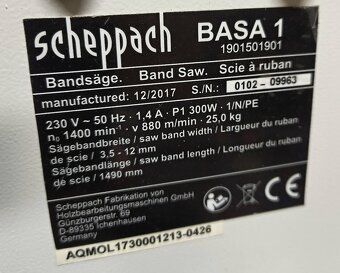 scheppach BASA 1
1901501901
Bandsäge. Band Saw. Scie à ruban
manufactured: 12/2017 S./N.: 0102 - 09963
230 V ~ 50 Hz · 1,4 A · P1 300W · 1/N/PE
n₀ 1400 min⁻¹ · v 880 m/min · 25,0 kg
Sägebandbreite / saw band width / Largeur du ruban
de scie / 3,5 - 12 mm
Sägebandlänge / saw band length / Longueur du ruban
de scie / 1490 mm
Scheppach Fabrikation von
Holzbearbeitungsmaschinen GmbH
Günzburgerstr. 69
D-89335 Ichenhausen
Germany
CE
AQMOL1730001213-0426